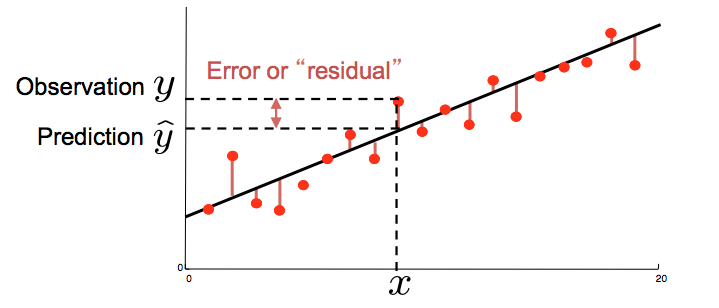 Error or “residual”
Observation y
Prediction ŷ
0
0
x
20